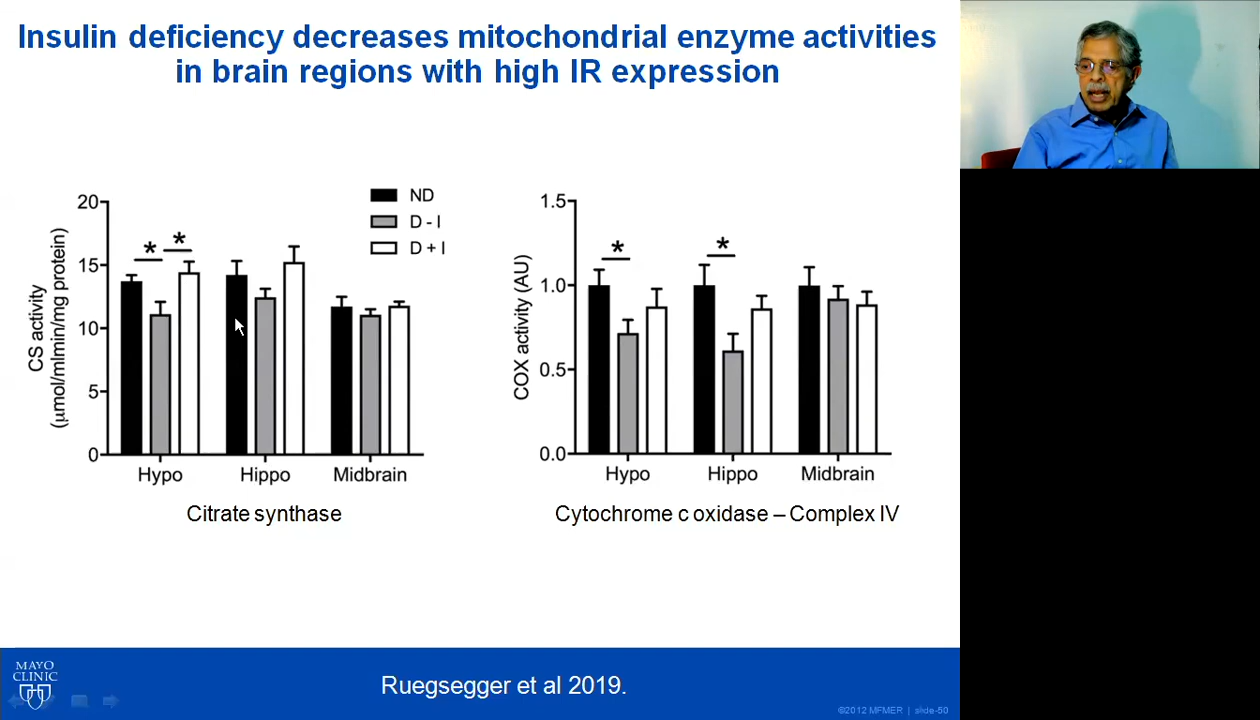 Insulin deficiency decreases mitochondrial enzyme activities
in brain regions with high IR expression
20
15
10
5
0
CS activity
(µmol/mlmin/mg protein)
* *
ND
D - I
D + I
Hypo Hippo Midbrain
Citrate synthase
1.5
1.0
0.5
0.0
COX activity (AU)
* *
Hypo Hippo Midbrain
Cytochrome c oxidase – Complex IV
MAYO
CLINIC
Ruegsegger et al 2019.
©2012 MFMER | slide-50